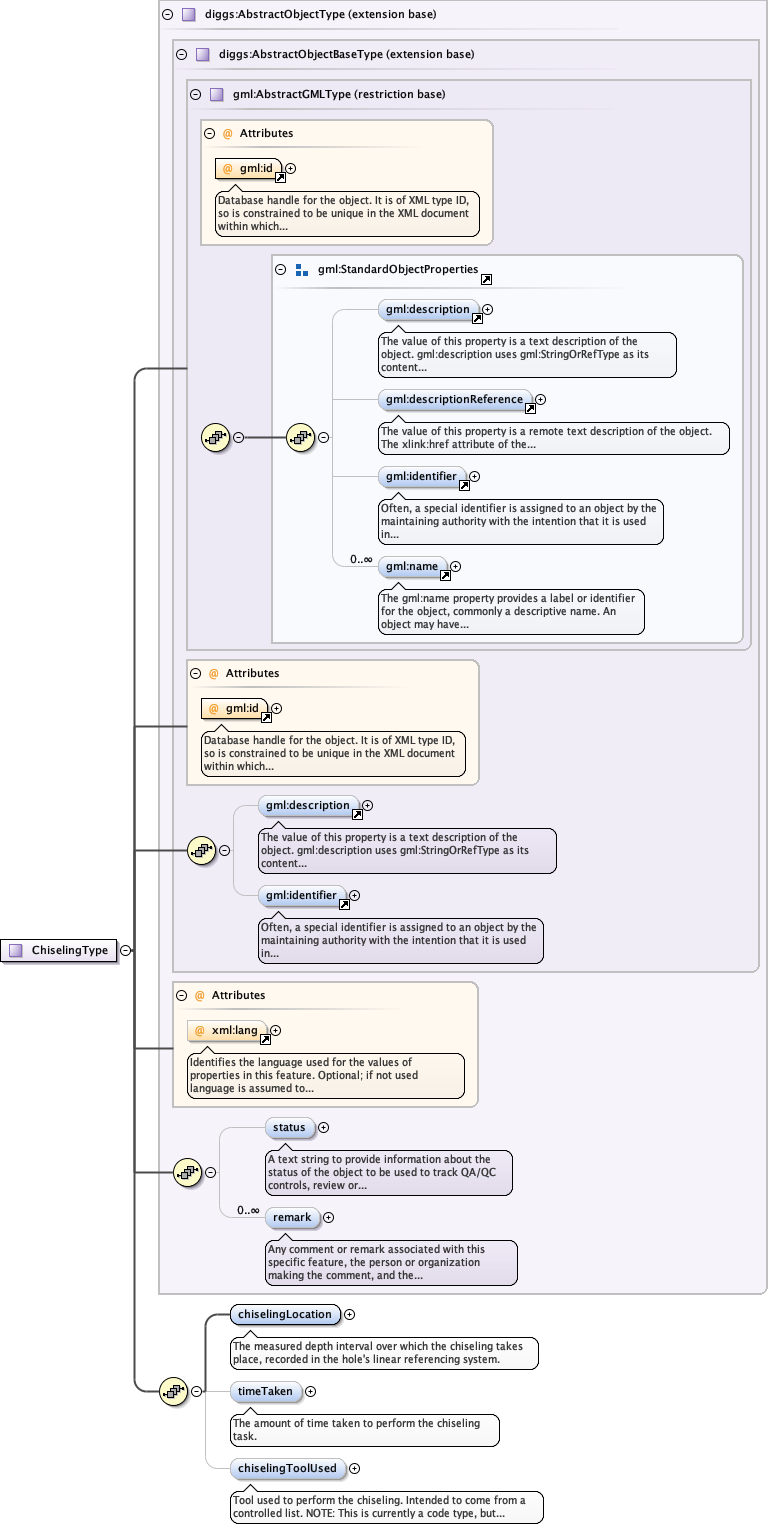 diggs:AbstractObjectType (extension base)
diggs:AbstractObjectBaseType (extension base)
gml:AbstractGMLType (restriction base)
@ Attributes
@ gml:id
Database handle for the object. It is of XML type ID,
so is constrained to be unique in the XML document
within which...
gml:StandardObjectProperties
gml:description
The value of this property is a text description of the
object. gml:description uses gml:StringOrRefType as its
content...
gml:descriptionReference
The value of this property is a remote text description of the object.
The xlink:href attribute of the...
gml:identifier
Often, a special identifier is assigned to an object by the
maintaining authority with the intention that it is used
in...
0..∞
gml:name
The gml:name property provides a label or identifier
for the object, commonly a descriptive name. An
object may have...
@ Attributes
@ gml:id
Database handle for the object. It is of XML type ID,
so is constrained to be unique in the XML document
within which...
gml:description
The value of this property is a text description of the
object. gml:description uses gml:StringOrRefType as its
content...
gml:identifier
Often, a special identifier is assigned to an object by the
maintaining authority with the intention that it is used
in...
ChiselingType
@ Attributes
@ xml:lang
Identifies the language used for the values of
properties in this feature. Optional; if not used
language is assumed to...
status
A text string to provide information about the
status of the object to be used to track QA/QC
controls, review or...
0..∞
remark
Any comment or remark associated with this
specific feature, the person or organization
making the comment, and the...
chiselingLocation
The measured depth interval over which the chiseling takes
place, recorded in the hole's linear referencing system.
timeTaken
The amount of time taken to perform the chiseling
task.
chiselingToolUsed
Tool used to perform the chiseling. Intended to come from a
controlled list. NOTE: This is currently a code type, but...